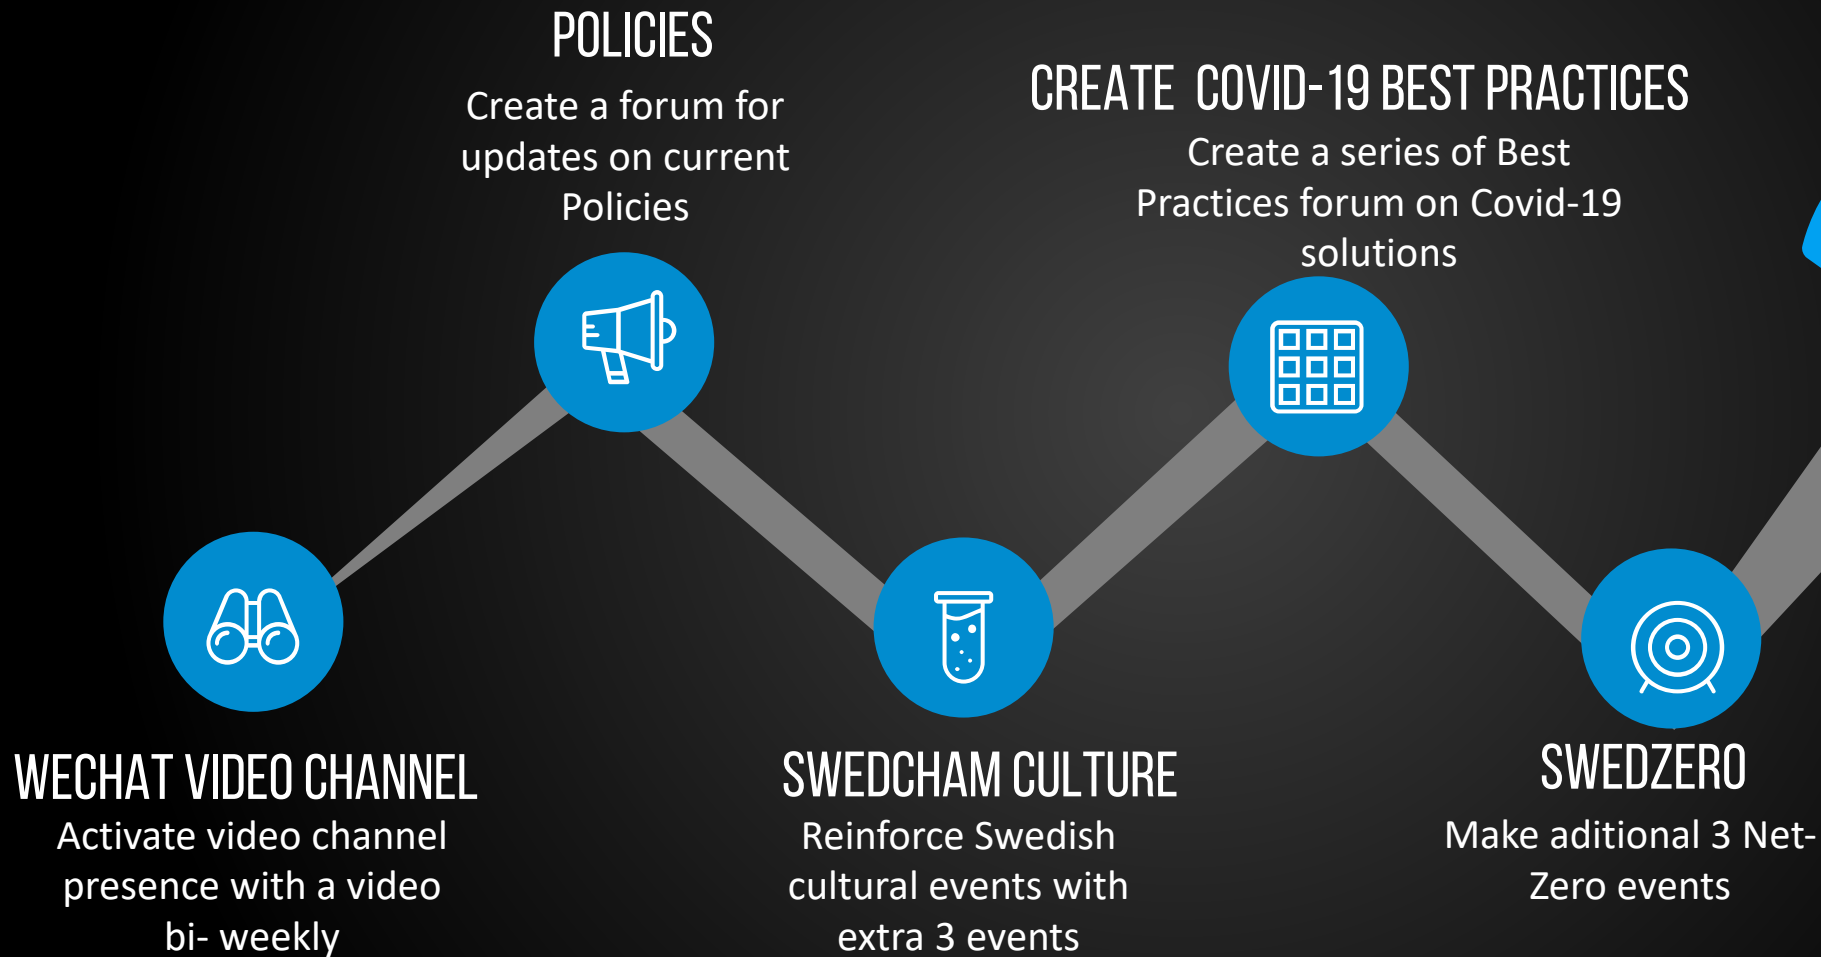 POLICIES
Create a forum for
updates on current
Policies
CREATE COVID-19 BEST PRACTICES
Create a series of Best
Practices forum on Covid-19
solutions
WECHAT VIDEO CHANNEL
Activate video channel
presence with a video
bi- weekly
SWEDCHAM CULTURE
Reinforce Swedish
cultural events with
extra 3 events
SWEDZERO
Make aditional 3 Net-
Zero events